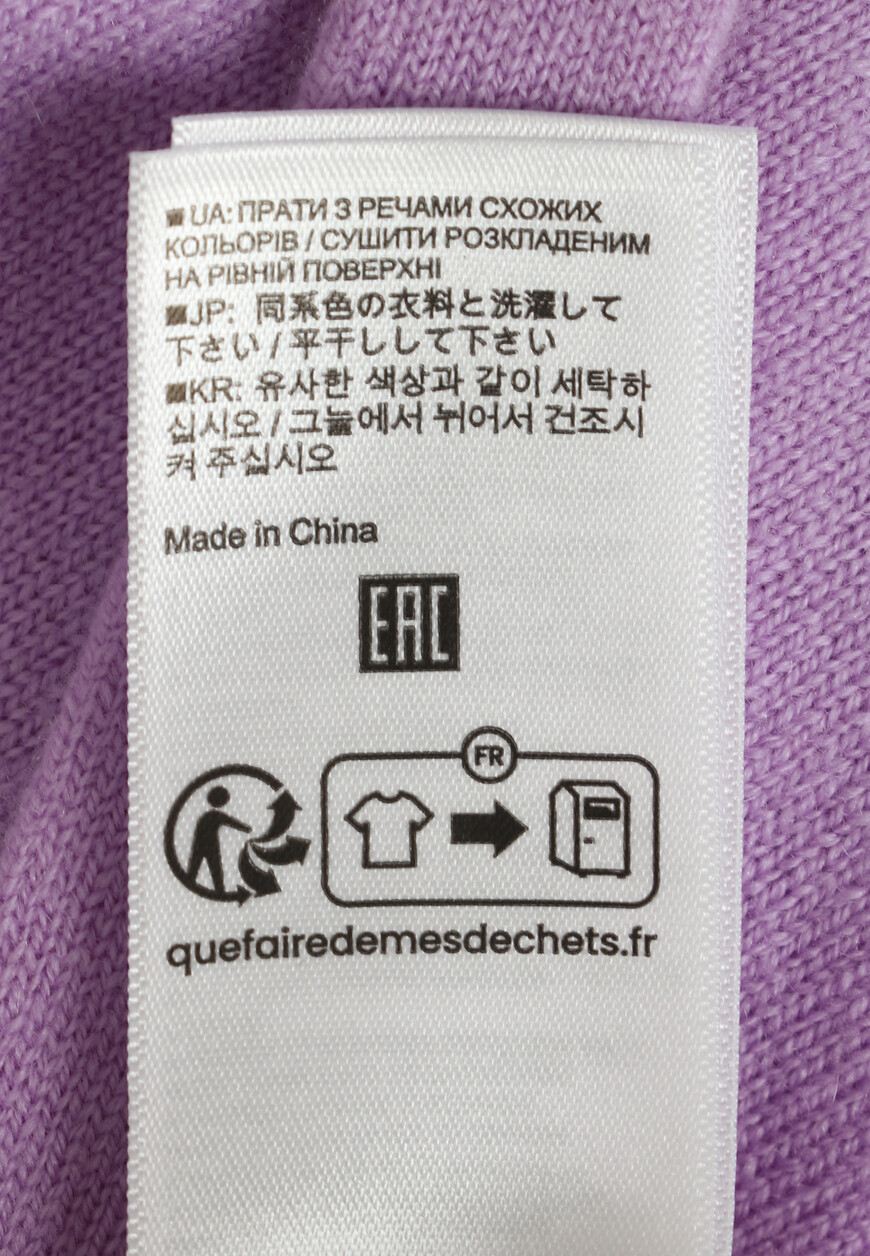 ■UA: ПРАТИ З РЕЧАМИ СХОЖИХ
КОЛЬОРІВ / СУШИТИ РОЗКЛАДЕНИМ
НА РІВНІЙ ПОВЕРХНІ
■JP: 同系色の衣料と洗濯して
下さい / 平干ししして下さい
■KR: 유사한 색상과 같이 세탁하
십시오 / 그늘에서 뉘어서 건조시
켜 주십시오
Made in China
EAC
FR
quefairedemesdechets.fr